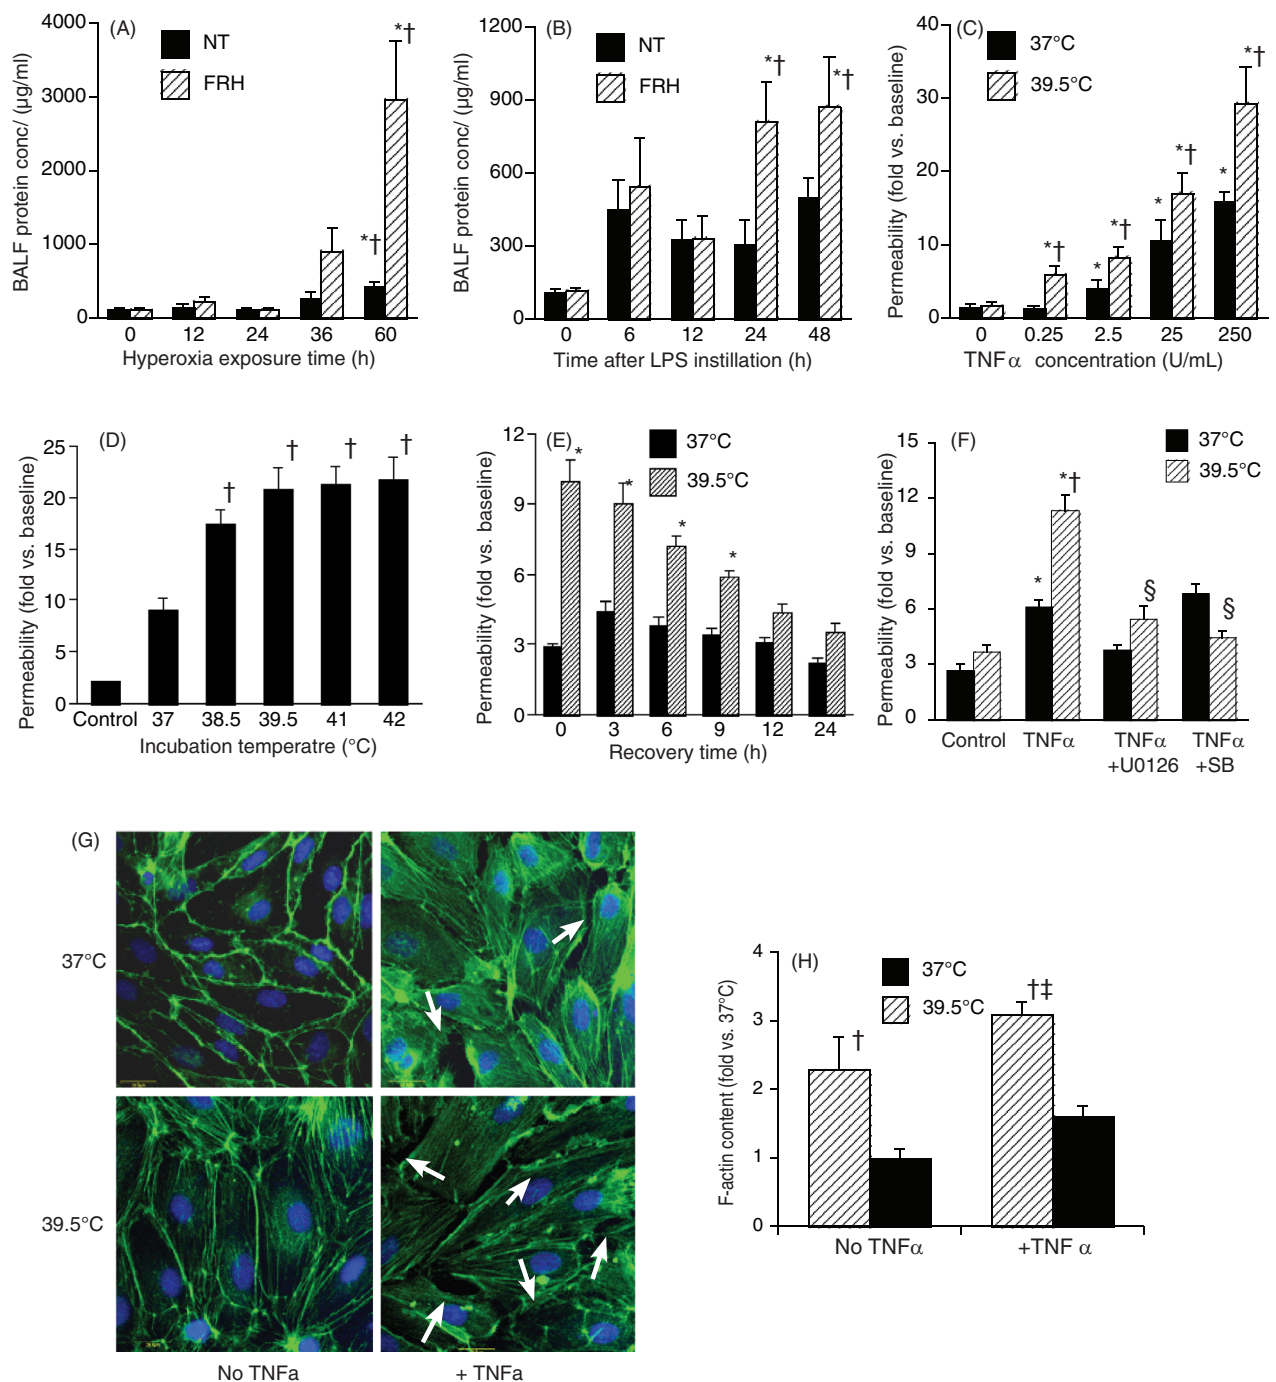 (A)
4000
3000
2000
1000
0
BALF protein conc/ (µg/ml)
NT
FRH
*†
*†
0 12 24 36 60
Hyperoxia exposure time (h)
(B)
1200
900
600
300
0
BALF protein conc/ (µg/ml)
NT
FRH
*†
*†
0 6 12 24 48
Time after LPS instillation (h)
(C)
40
30
20
10
0
Permeability (fold vs. baseline)
37°C
39.5°C
*†
*
*†
*
*†
*
*†
0 0.25 2.5 25 250
TNFα concentration (U/mL)
(D)
25
20
15
10
5
0
Permeability (fold vs. baseline)
† † † †
Control 37 38.5 39.5 41 42
Incubation temperatre (°C)
(E)
12
9
6
3
0
Permeability (fold vs. baseline)
37°C
39.5°C
* * * *
0 3 6 9 12 24
Recovery time (h)
(F)
15
12
9
6
3
0
Permeability (fold vs. baseline)
37°C
39.5°C
*
*†
§
§
Control TNFα TNFα TNFα
+U0126 +SB
(G)
37°C
39.5°C
No TNFa + TNFa
(H)
4
3
2
1
0
F-actin content (fold vs. 37°C)
37°C
39.5°C
†
†‡
No TNFα +TNF α